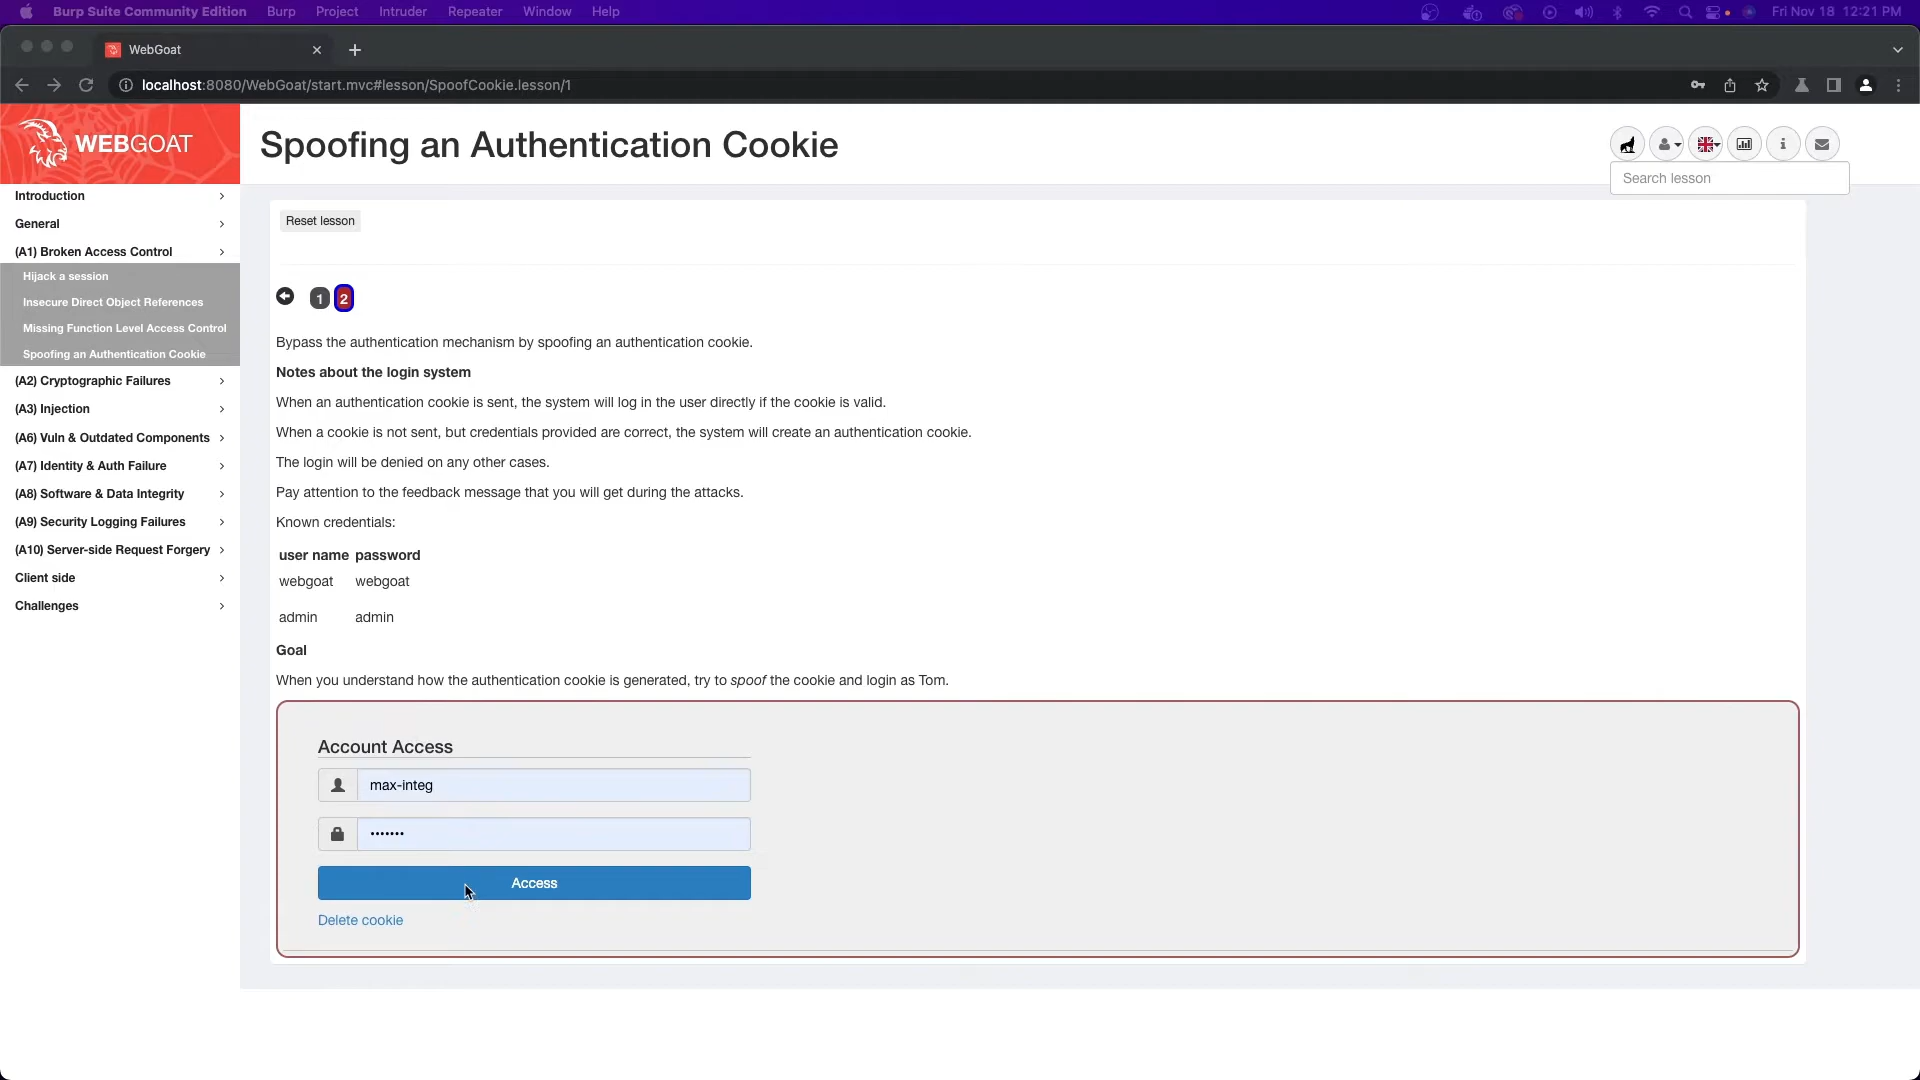 Burp Suite Community Edition Burp Project Intruder Repeater Window Help Fri Nov 18 12:21 PM
WebGoat
localhost:8080/WebGoat/start.mvc#lesson/SpoofCookie.lesson/1
WEBGOAT
Spoofing an Authentication Cookie
Search lesson
Introduction
General
(A1) Broken Access Control
Hijack a session
Insecure Direct Object References
Missing Function Level Access Control
Spoofing an Authentication Cookie
(A2) Cryptographic Failures
(A3) Injection
(A6) Vuln & Outdated Components
(A7) Identity & Auth Failure
(A8) Software & Data Integrity
(A9) Security Logging Failures
(A10) Server-side Request Forgery
Client side
Challenges
Reset lesson
1 2
Bypass the authentication mechanism by spoofing an authentication cookie.
Notes about the login system
When an authentication cookie is sent, the system will log in the user directly if the cookie is valid.
When a cookie is not sent, but credentials provided are correct, the system will create an authentication cookie.
The login will be denied on any other cases.
Pay attention to the feedback message that you will get during the attacks.
Known credentials:
user name password
webgoat webgoat
admin admin
Goal
When you understand how the authentication cookie is generated, try to spoof the cookie and login as Tom.
Account Access
max-integ
•••••••
Access
Delete cookie